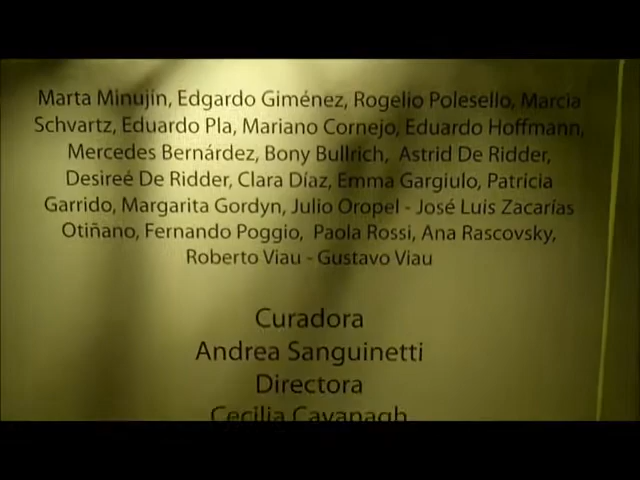 Marta Minujín, Edgardo Giménez, Rogelio Polesello, Marcia
Schvartz, Eduardo Pla, Mariano Cornejo, Eduardo Hoffmann,
Mercedes Bernárdez, Bony Bullrich, Astrid De Ridder,
Desireé De Ridder, Clara Díaz, Emma Gargiulo, Patricia
Garrido, Margarita Gordyn, Julio Oropel - José Luis Zacarías
Otiñano, Fernando Poggio, Paola Rossi, Ana Rascovsky,
Roberto Viau - Gustavo Viau
Curadora
Andrea Sanguinetti
Directora
Cecilia Cavanagh